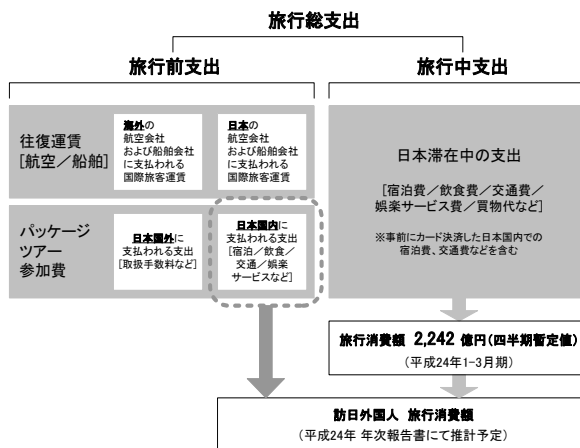 旅行総支出
旅行前支出
旅行中支出
往復運賃
[航空／船舶]
海外の
航空会社
および船舶会社
に支払われる
国際旅客運賃
日本の
航空会社
および船舶会社
に支払われる
国際旅客運賃
パッケージ
ツアー
参加費
日本国外に
支払われる支出
[取扱手数料など]
日本国内に
支払われる支出
[宿泊／飲食／
交通／娯楽
サービスなど]
日本滞在中の支出
[宿泊費／飲食費／交通費／
娯楽サービス費／買物代など]
※事前にカード決済した日本国内での
宿泊費、交通費などを含む
旅行消費額 2,242 億円(四半期暫定値)
(平成24年1-3月期)
訪日外国人 旅行消費額
(平成24年 年次報告書にて推計予定)